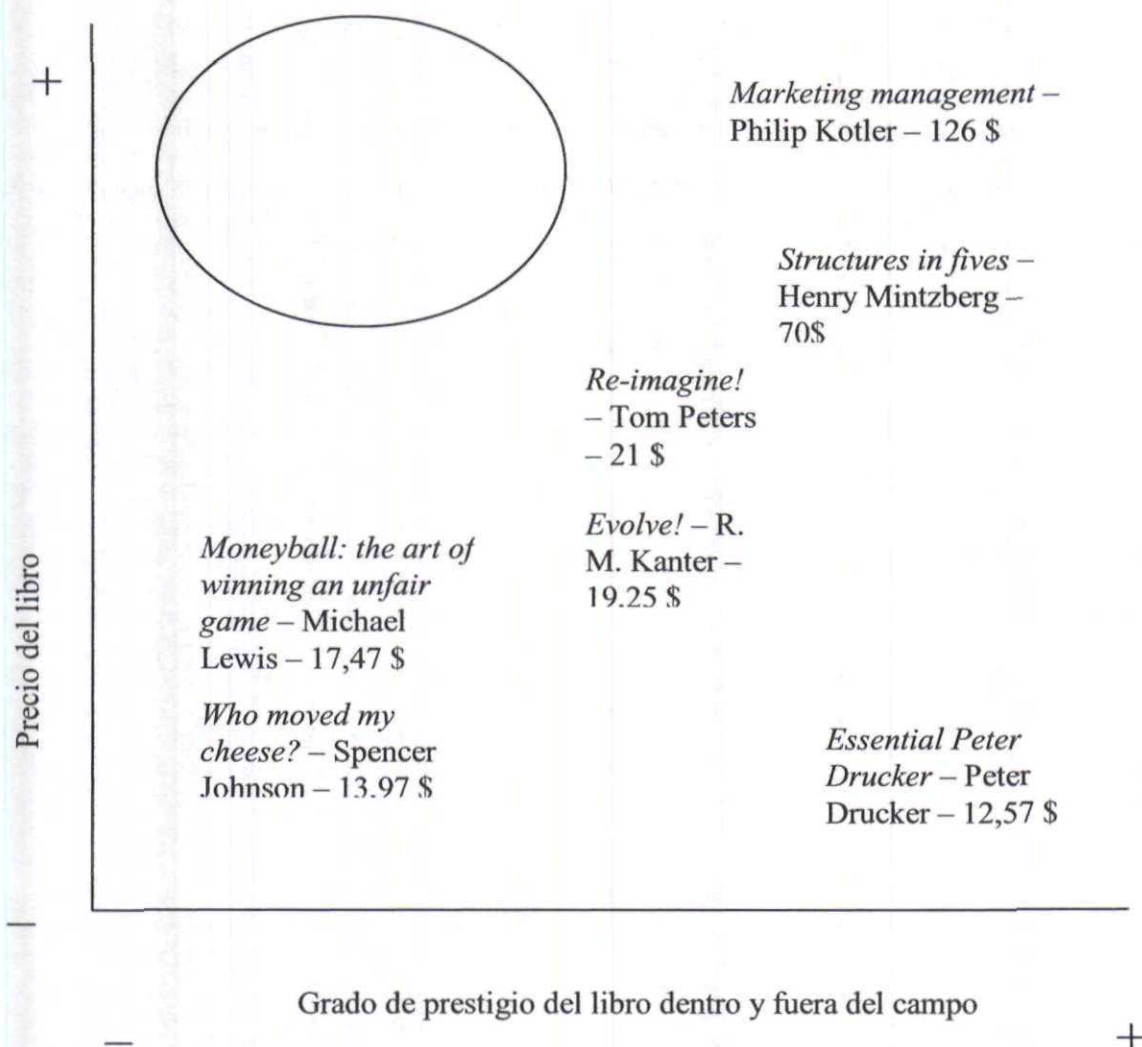 +
Marketing management –
Philip Kotler – 126 $
Structures in fives –
Henry Mintzberg –
70$
Re-imagine!
– Tom Peters
– 21 $
Evolve! – R.
M. Kanter –
19.25 $
Moneyball: the art of
winning an unfair
game – Michael
Lewis – 17,47 $
Who moved my
cheese? – Spencer
Johnson – 13.97 $
Essential Peter
Drucker – Peter
Drucker – 12,57 $
Precio del libro
–
Grado de prestigio del libro dentro y fuera del campo
–
+